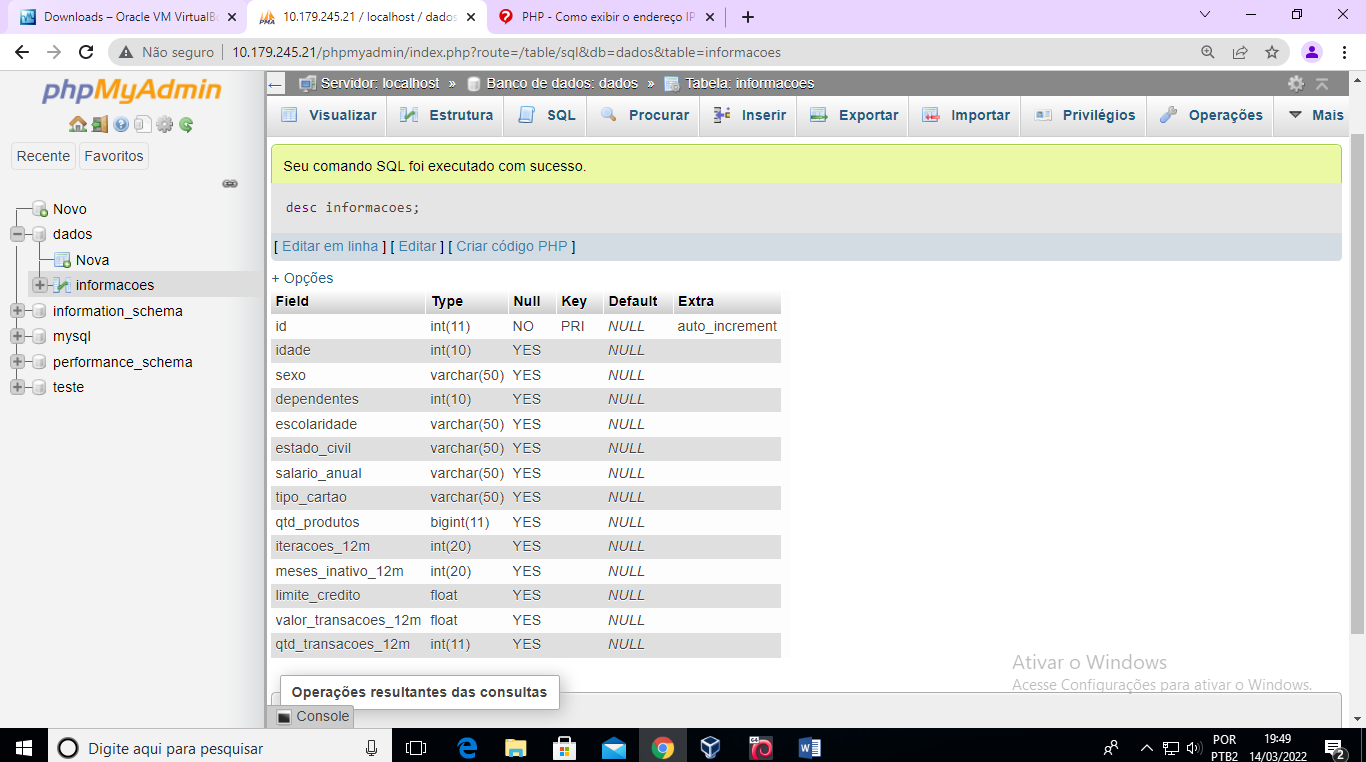 Downloads – Oracle VM VirtualB
10.179.245.21 / localhost / dados
PHP - Como exibir o endereço IP
Não seguro
10.179.245.21/phpmyadmin/index.php?route=/table/sql&db=dados&table=informacoes
phpMyAdmin
Recente
Favoritos
Novo
dados
Nova
informacoes
information_schema
mysql
performance_schema
teste
Servidor: localhost » Banco de dados: dados » Tabela: informacoes
Visualizar Estrutura SQL Procurar Inserir Exportar Importar Privilégios Operações Mais
Seu comando SQL foi executado com sucesso.
desc informacoes;
[ Editar em linha ] [ Editar ] [ Criar código PHP ]
+ Opções
Field Type Null Key Default Extra
id int(11) NO PRI NULL auto_increment
idade int(10) YES NULL
sexo varchar(50) YES NULL
dependentes int(10) YES NULL
escolaridade varchar(50) YES NULL
estado_civil varchar(50) YES NULL
salario_anual varchar(50) YES NULL
tipo_cartao varchar(50) YES NULL
qtd_produtos bigint(11) YES NULL
iteracoes_12m int(20) YES NULL
meses_inativo_12m int(20) YES NULL
limite_credito float YES NULL
valor_transacoes_12m float YES NULL
qtd_transacoes_12m int(11) YES NULL
Operações resultantes das consultas
Console
Ativar o Windows
Acesse Configurações para ativar o Windows.
Digite aqui para pesquisar
POR
PTB2
19:49
14/03/2022
2